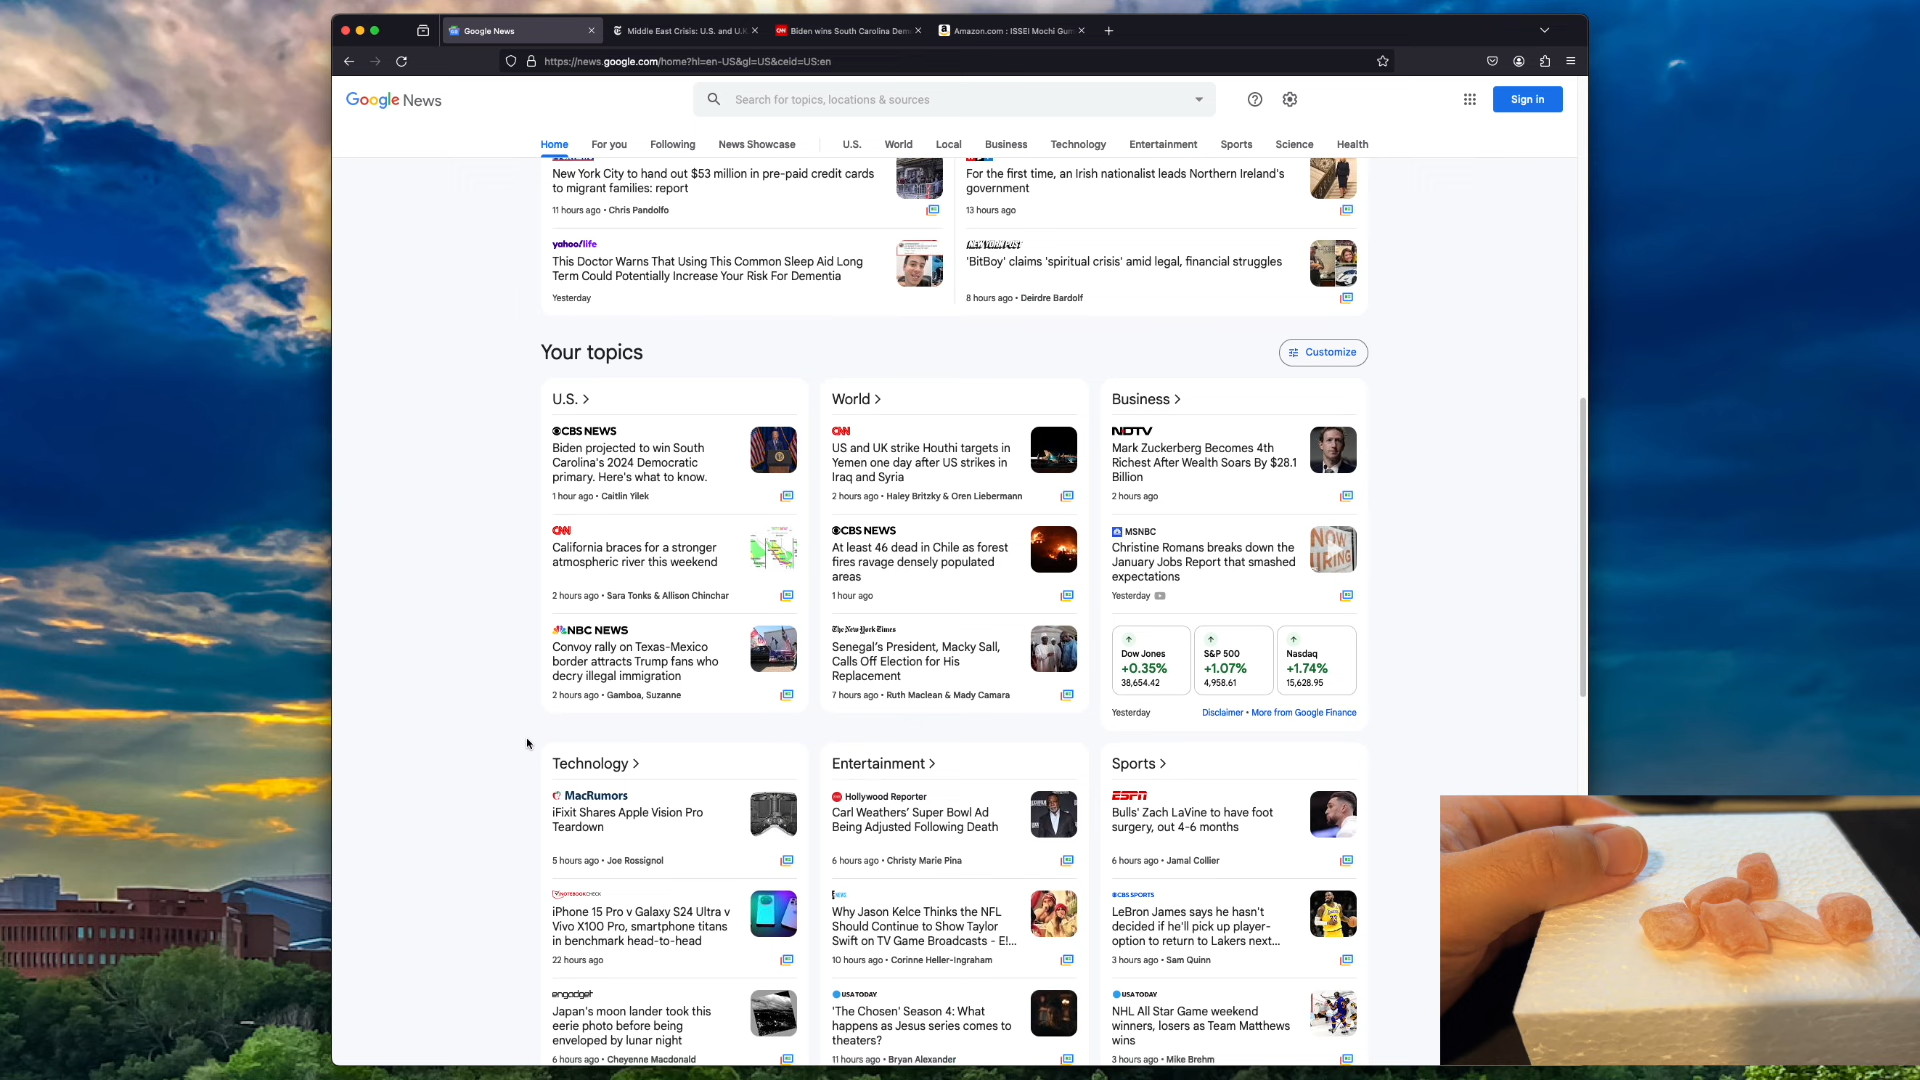 Google News
Middle East Crisis: U.S. and U.K
Biden wins South Carolina Dem
Amazon.com : ISSEI Mochi Gum
https://news.google.com/home?hl=en-US&gl=US&ceid=US:en
Google News
Search for topics, locations & sources
Sign in
Home
For you
Following
News Showcase
U.S.
World
Local
Business
Technology
Entertainment
Sports
Science
Health
New York City to hand out $53 million in pre-paid credit cards
to migrant families: report
11 hours ago • Chris Pandolfo
For the first time, an Irish nationalist leads Northern Ireland's
government
13 hours ago
yahoo/life
This Doctor Warns That Using This Common Sleep Aid Long
Term Could Potentially Increase Your Risk For Dementia
Yesterday
NEW YORK POST
'BitBoy' claims 'spiritual crisis' amid legal, financial struggles
8 hours ago • Deirdre Bardolf
Your topics
Customize
U.S. >
CBS NEWS
Biden projected to win South
Carolina's 2024 Democratic
primary. Here's what to know.
1 hour ago • Caitlin Yilek
CNN
California braces for a stronger
atmospheric river this weekend
2 hours ago • Sara Tonks & Allison Chinchar
NBC NEWS
Convoy rally on Texas-Mexico
border attracts Trump fans who
decry illegal immigration
2 hours ago • Gamboa, Suzanne
World >
CNN
US and UK strike Houthi targets in
Yemen one day after US strikes in
Iraq and Syria
2 hours ago • Haley Britzky & Oren Liebermann
CBS NEWS
At least 46 dead in Chile as forest
fires ravage densely populated
areas
1 hour ago
The New York Times
Senegal's President, Macky Sall,
Calls Off Election for His
Replacement
7 hours ago • Ruth Maclean & Mady Camara
Business >
NDTV
Mark Zuckerberg Becomes 4th
Richest After Wealth Soars By $28.1
Billion
2 hours ago
MSNBC
Christine Romans breaks down the
January Jobs Report that smashed
expectations
Yesterday
NOW
HIRING
Dow Jones
+0.35%
38,654.42
S&P 500
+1.07%
4,958.61
Nasdaq
+1.74%
15,628.95
Yesterday
Disclaimer • More from Google Finance
Technology >
MacRumors
iFixit Shares Apple Vision Pro
Teardown
5 hours ago • Joe Rossignol
NOTEBOOKCHECK
iPhone 15 Pro v Galaxy S24 Ultra v
Vivo X100 Pro, smartphone titans
in benchmark head-to-head
22 hours ago
engadget
Japan's moon lander took this
eerie photo before being
enveloped by lunar night
6 hours ago • Cheyenne Macdonald
Entertainment >
Hollywood Reporter
Carl Weathers' Super Bowl Ad
Being Adjusted Following Death
6 hours ago • Christy Marie Pina
E! NEWS
Why Jason Kelce Thinks the NFL
Should Continue to Show Taylor
Swift on TV Game Broadcasts - E!...
10 hours ago • Corinne Heller-Ingraham
USA TODAY
'The Chosen' Season 4: What
happens as Jesus series comes to
theaters?
11 hours ago • Bryan Alexander
Sports >
ESPN
Bulls' Zach LaVine to have foot
surgery, out 4-6 months
6 hours ago • Jamal Collier
CBS SPORTS
LeBron James says he hasn't
decided if he'll pick up player-
option to return to Lakers next...
3 hours ago • Sam Quinn
USA TODAY
NHL All Star Game weekend
winners, losers as Team Matthews
wins
3 hours ago • Mike Brehm